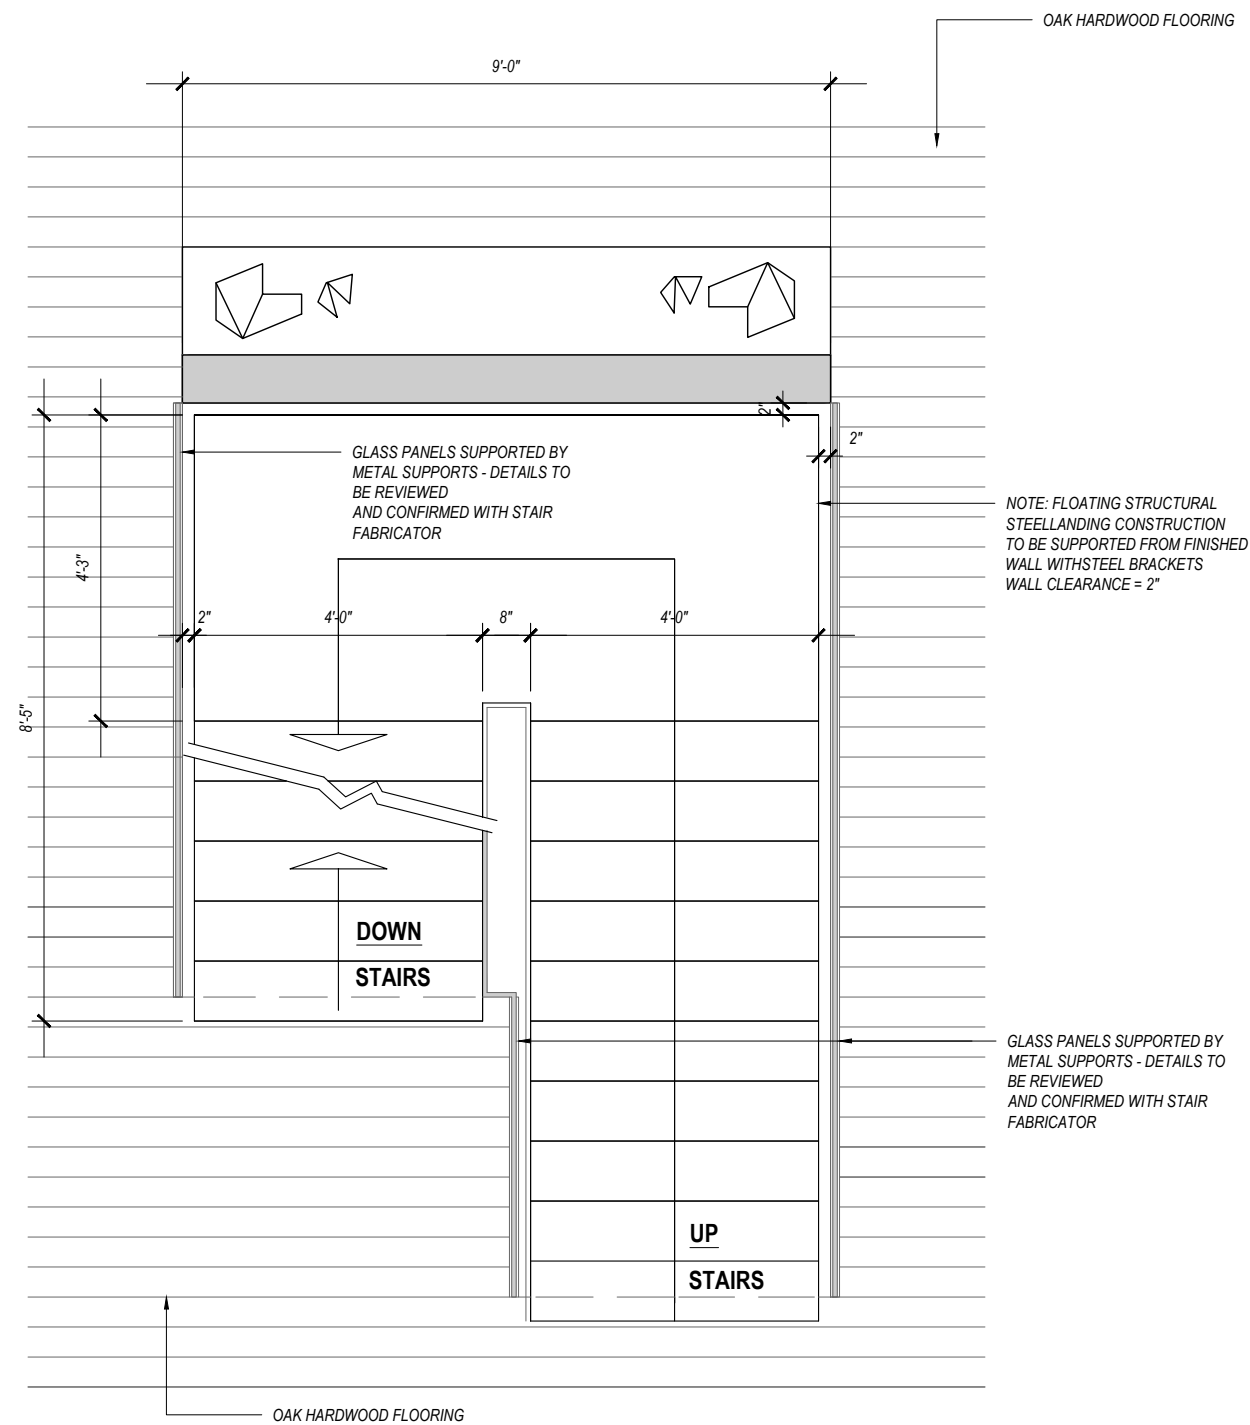 OAK HARDWOOD FLOORING
9'-0"
2"
2"
GLASS PANELS SUPPORTED BY
METAL SUPPORTS - DETAILS TO
BE REVIEWED
AND CONFIRMED WITH STAIR
FABRICATOR
NOTE: FLOATING STRUCTURAL
STEELLANDING CONSTRUCTION
TO BE SUPPORTED FROM FINISHED
WALL WITHSTEEL BRACKETS
WALL CLEARANCE = 2"
4'-3"
2"
4'-0"
8"
4'-0"
8'-5"
DOWN
STAIRS
GLASS PANELS SUPPORTED BY
METAL SUPPORTS - DETAILS TO
BE REVIEWED
AND CONFIRMED WITH STAIR
FABRICATOR
UP
STAIRS
OAK HARDWOOD FLOORING